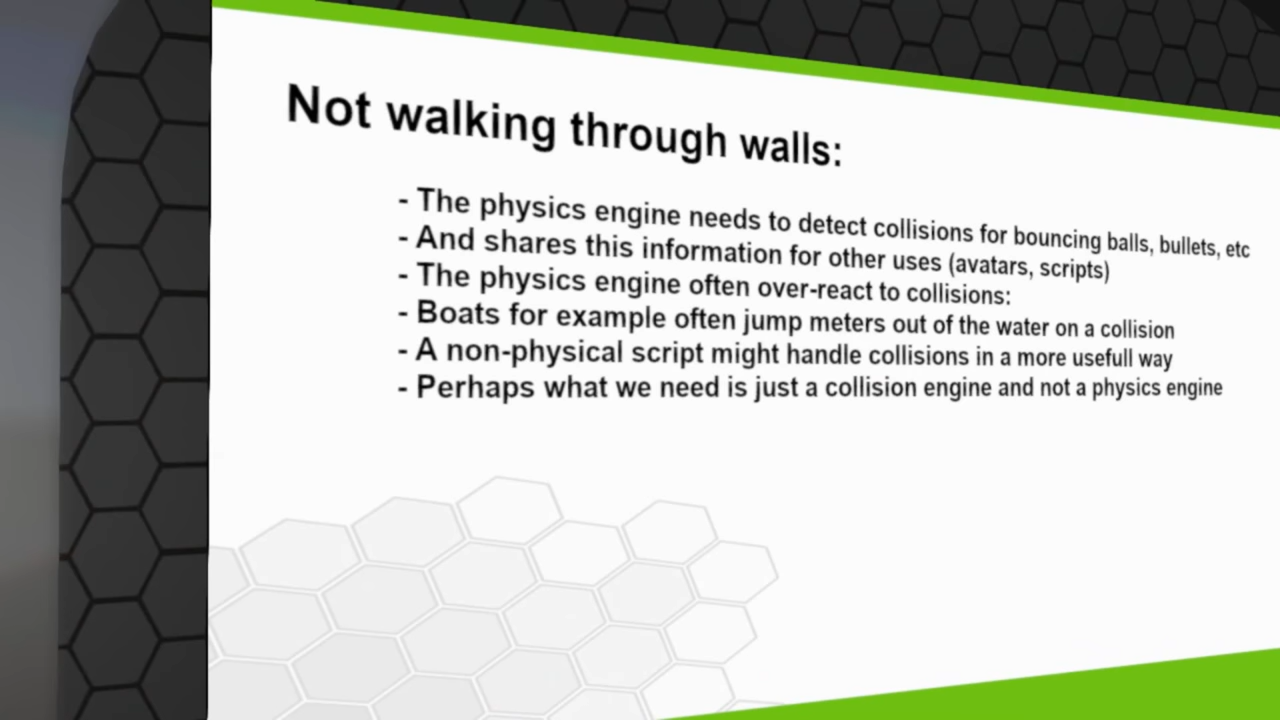 Not walking through walls:
- The physics engine needs to detect collisions for bouncing balls, bullets, etc
- And shares this information for other uses (avatars, scripts)
- The physics engine often over-react to collisions:
- Boats for example often jump meters out of the water on a collision
- A non-physical script might handle collisions in a more usefull way
- Perhaps what we need is just a collision engine and not a physics engine